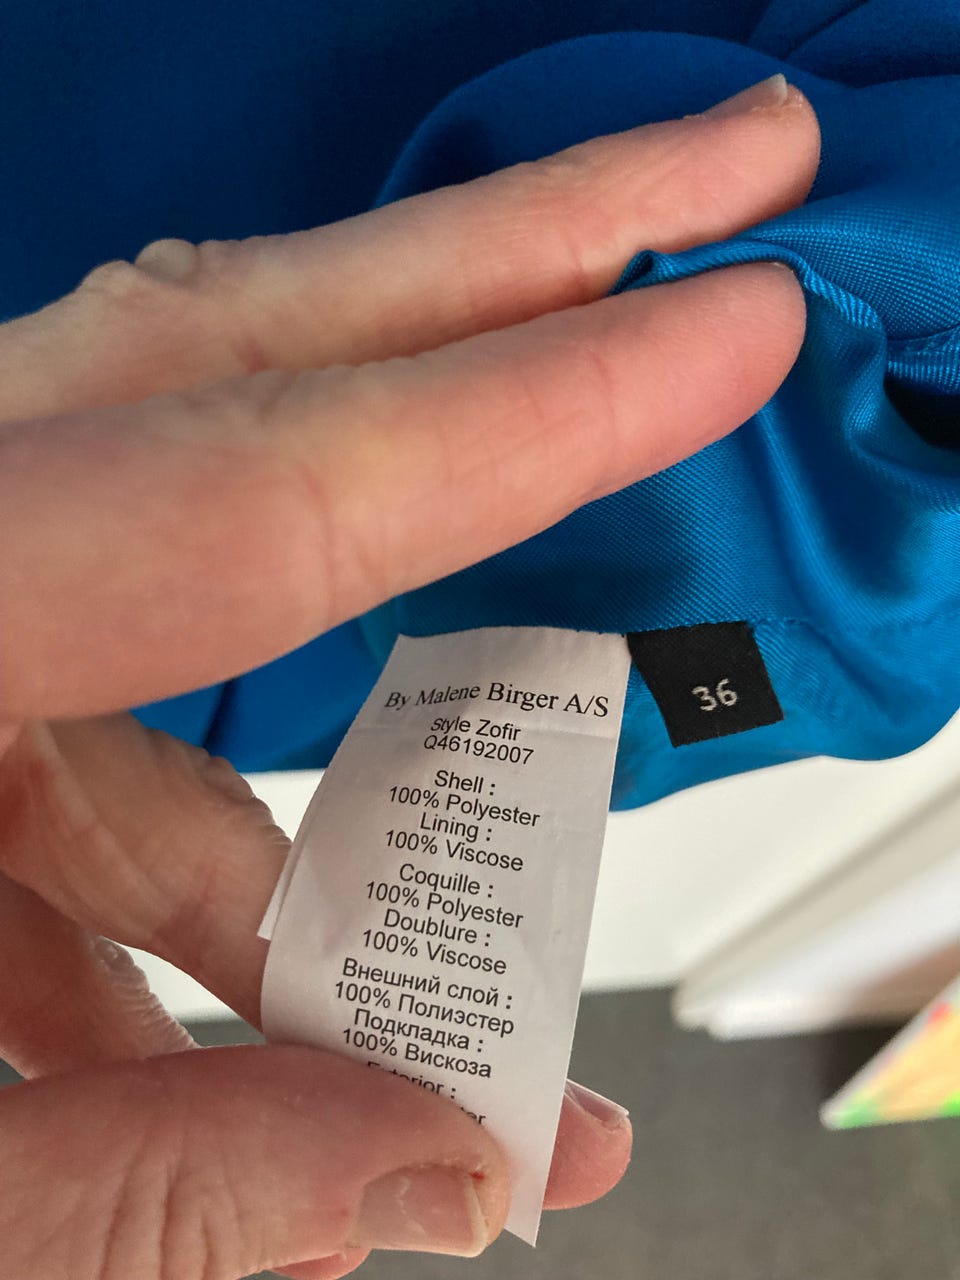 By Malene Birger A/S
Style Zofir
Q46192007
Shell :
100% Polyester
Lining :
100% Viscose
Coquille :
100% Polyester
Doublure :
100% Viscose
Внешний слой :
100% Полиэстер
Подкладка :
100% Вискоза
Exterior :
36